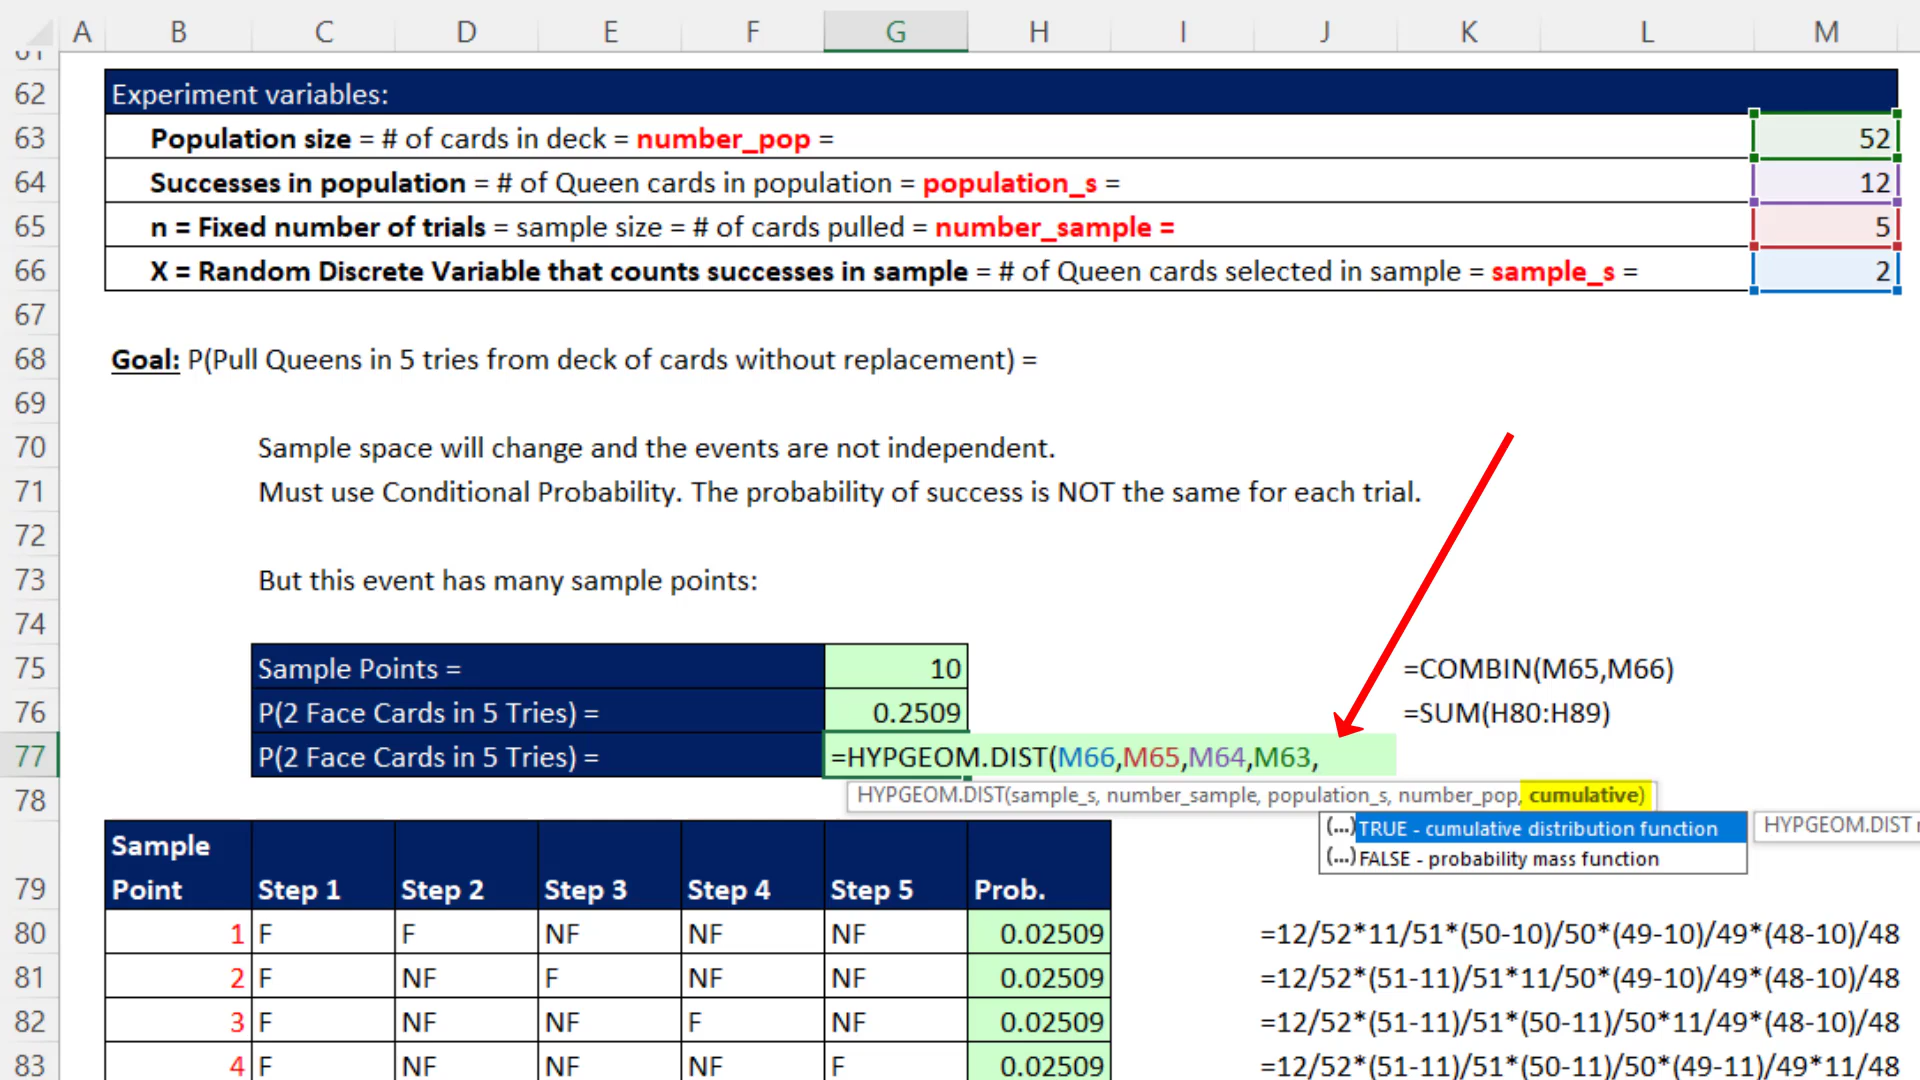 A B C D E F G H I J K L M
61
62 Experiment variables:
63 Population size = # of cards in deck = number_pop = 52
64 Successes in population = # of Queen cards in population = population_s = 12
65 n = Fixed number of trials = sample size = # of cards pulled = number_sample = 5
66 X = Random Discrete Variable that counts successes in sample = # of Queen cards selected in sample = sample_s = 2
67
68 Goal: P(Pull Queens in 5 tries from deck of cards without replacement) =
69
70 Sample space will change and the events are not independent.
71 Must use Conditional Probability. The probability of success is NOT the same for each trial.
72
73 But this event has many sample points:
74
75 Sample Points = 10 =COMBIN(M65,M66)
76 P(2 Face Cards in 5 Tries) = 0.2509 =SUM(H80:H89)
77 P(2 Face Cards in 5 Tries) = =HYPGEOM.DIST(M66,M65,M64,M63,
78 HYPGEOM.DIST(sample_s, number_sample, population_s, number_pop, cumulative)
(...) TRUE - cumulative distribution function HYPGEOM.DIST
(...) FALSE - probability mass function
Sample
79 Point Step 1 Step 2 Step 3 Step 4 Step 5 Prob.
80 1 F F NF NF NF 0.02509 =12/52*11/51*(50-10)/50*(49-10)/49*(48-10)/48
81 2 F NF F NF NF 0.02509 =12/52*(51-11)/51*11/50*(49-10)/49*(48-10)/48
82 3 F NF NF F NF 0.02509 =12/52*(51-11)/51*(50-11)/50*11/49*(48-10)/48
83 4 F NF NF NF F 0.02509 =12/52*(51-11)/51*(50-11)/50*(49-11)/49*11/48